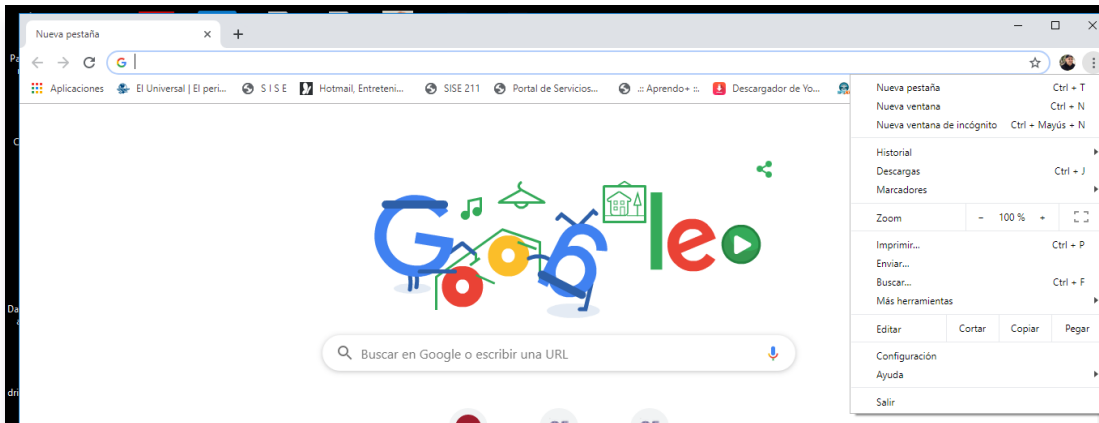 Nueva pestaña
Aplicaciones El Universal | El peri... S I S E Hotmail, Entreteni... SISE 211 Portal de Servicios... .:: Aprendo+ ::. Descargador de Yo...
Nueva pestaña Ctrl + T
Nueva ventana Ctrl + N
Nueva ventana de incógnito Ctrl + Mayús + N
Historial
Descargas Ctrl + J
Marcadores
Zoom - 100 % +
Imprimir... Ctrl + P
Enviar...
Buscar... Ctrl + F
Más herramientas
Editar Cortar Copiar Pegar
Configuración
Ayuda
Salir
Google
Buscar en Google o escribir una URL